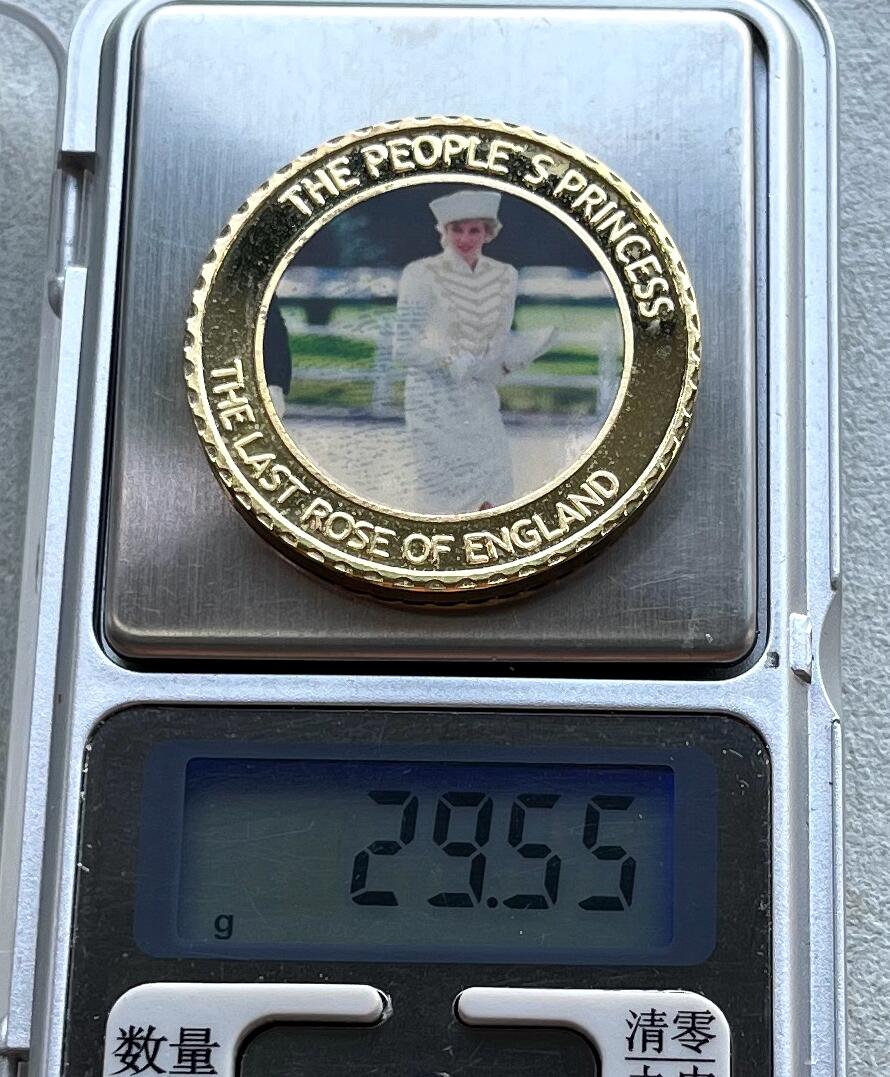 THE PEOPLE´S PRINCESS
THE LAST ROSE OF ENGLAND
29.55
g
数量
清零